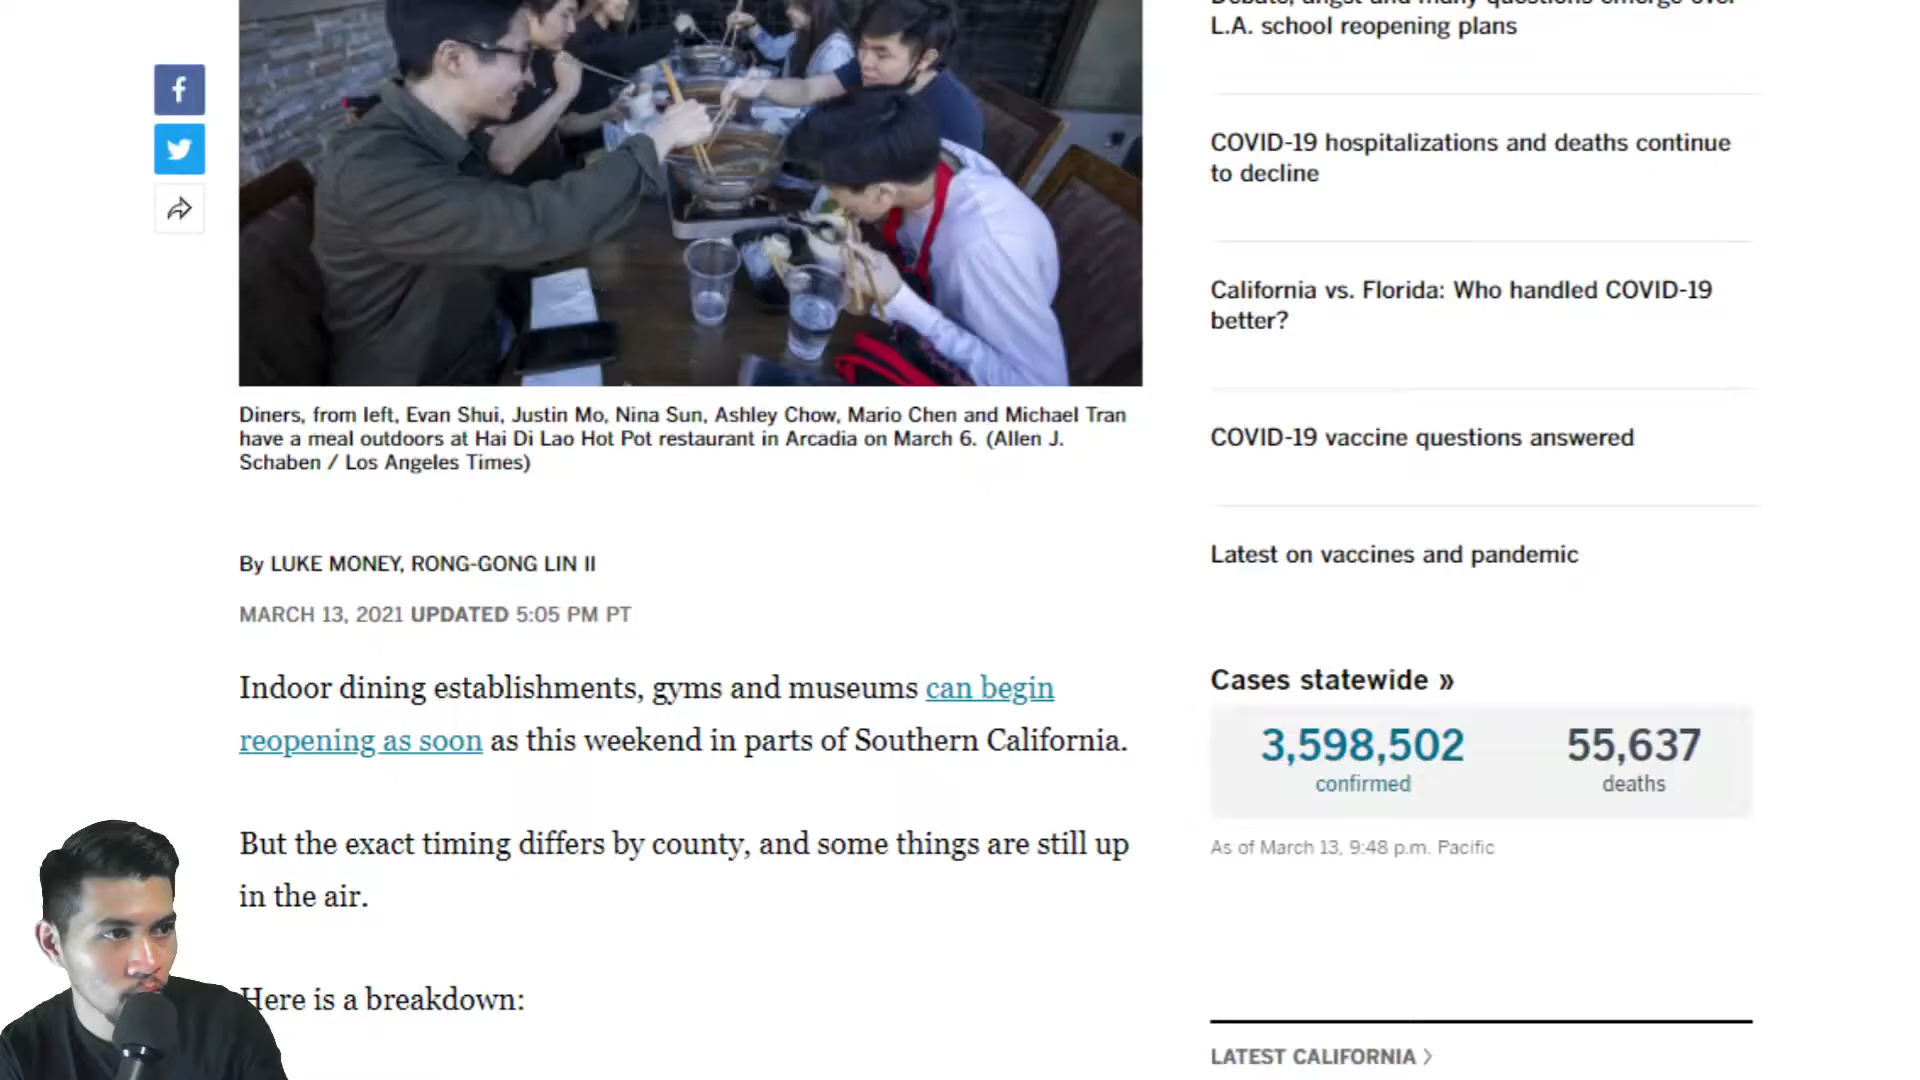 Debate, angst and many questions emerge over
L.A. school reopening plans
COVID-19 hospitalizations and deaths continue
to decline
California vs. Florida: Who handled COVID-19
better?
COVID-19 vaccine questions answered
Latest on vaccines and pandemic
Diners, from left, Evan Shui, Justin Mo, Nina Sun, Ashley Chow, Mario Chen and Michael Tran
have a meal outdoors at Hai Di Lao Hot Pot restaurant in Arcadia on March 6. (Allen J.
Schaben / Los Angeles Times)
By LUKE MONEY, RONG-GONG LIN II
MARCH 13, 2021 UPDATED 5:05 PM PT
Indoor dining establishments, gyms and museums can begin
reopening as soon as this weekend in parts of Southern California.
But the exact timing differs by county, and some things are still up
in the air.
Here is a breakdown:
Cases statewide »
3,598,502 55,637
confirmed deaths
As of March 13, 9:48 p.m. Pacific
LATEST CALIFORNIA >